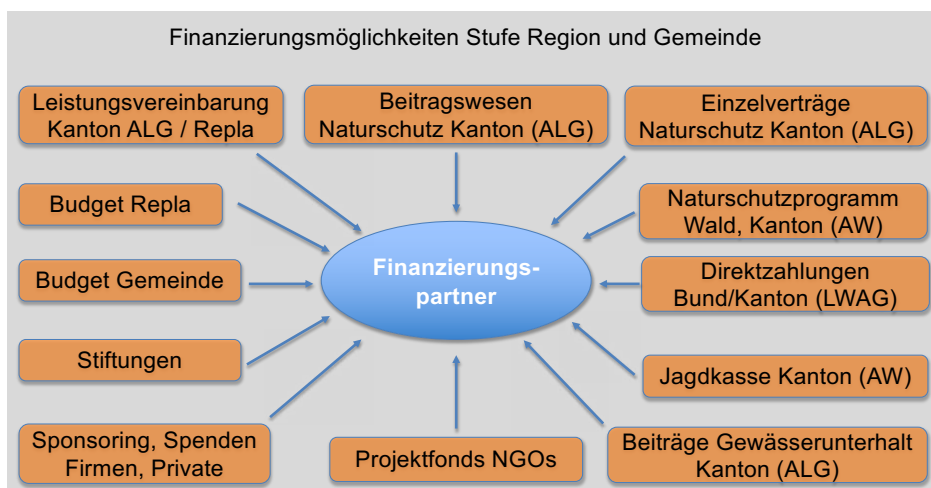 Finanzierungsmöglichkeiten Stufe Region und Gemeinde
Leistungsvereinbarung
Kanton ALG / Repla
Beitragswesen
Naturschutz Kanton (ALG)
Einzelverträge
Naturschutz Kanton (ALG)
Budget Repla
Naturschutzprogramm
Wald, Kanton (AW)
Finanzierungs-
partner
Budget Gemeinde
Direktzahlungen
Bund/Kanton (LWAG)
Stiftungen
Jagdkasse Kanton (AW)
Sponsoring, Spenden
Firmen, Private
Projektfonds NGOs
Beiträge Gewässerunterhalt
Kanton (ALG)